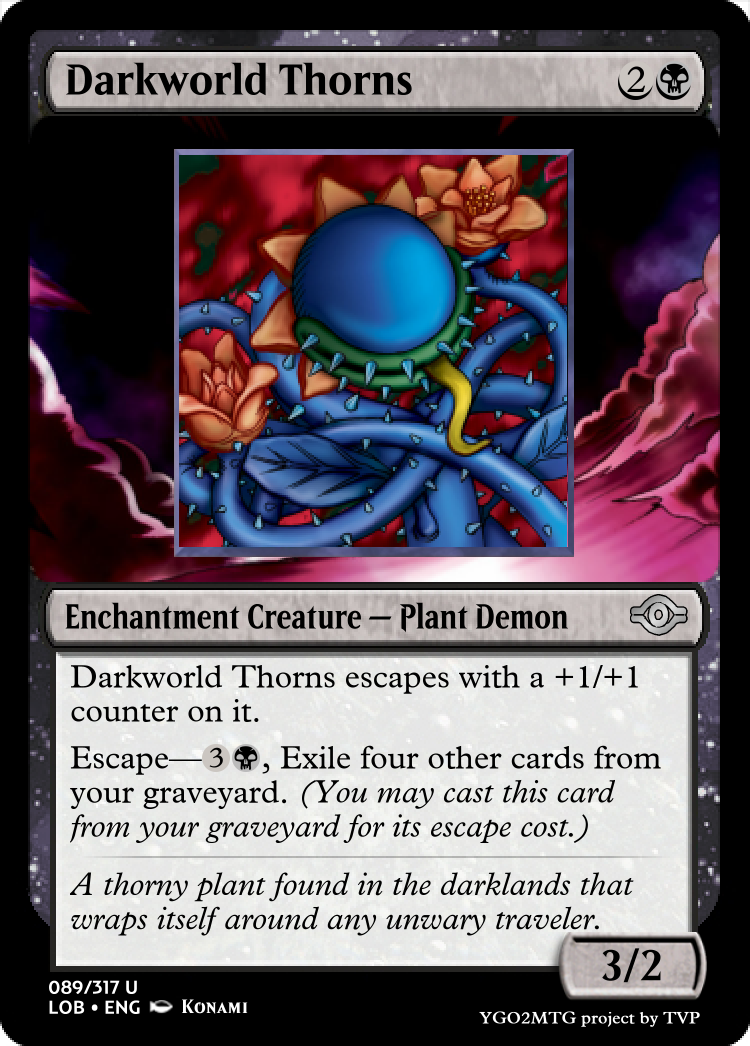 Darkworld Thorns 2
Enchantment Creature — Plant Demon
Darkworld Thorns escapes with a +1/+1
counter on it.
Escape—3, Exile four other cards from
your graveyard. (You may cast this card
from your graveyard for its escape cost.)
A thorny plant found in the darklands that
wraps itself around any unwary traveler.
3/2
089/317 U
LOB • ENG KONAMI
YGO2MTG project by TVP